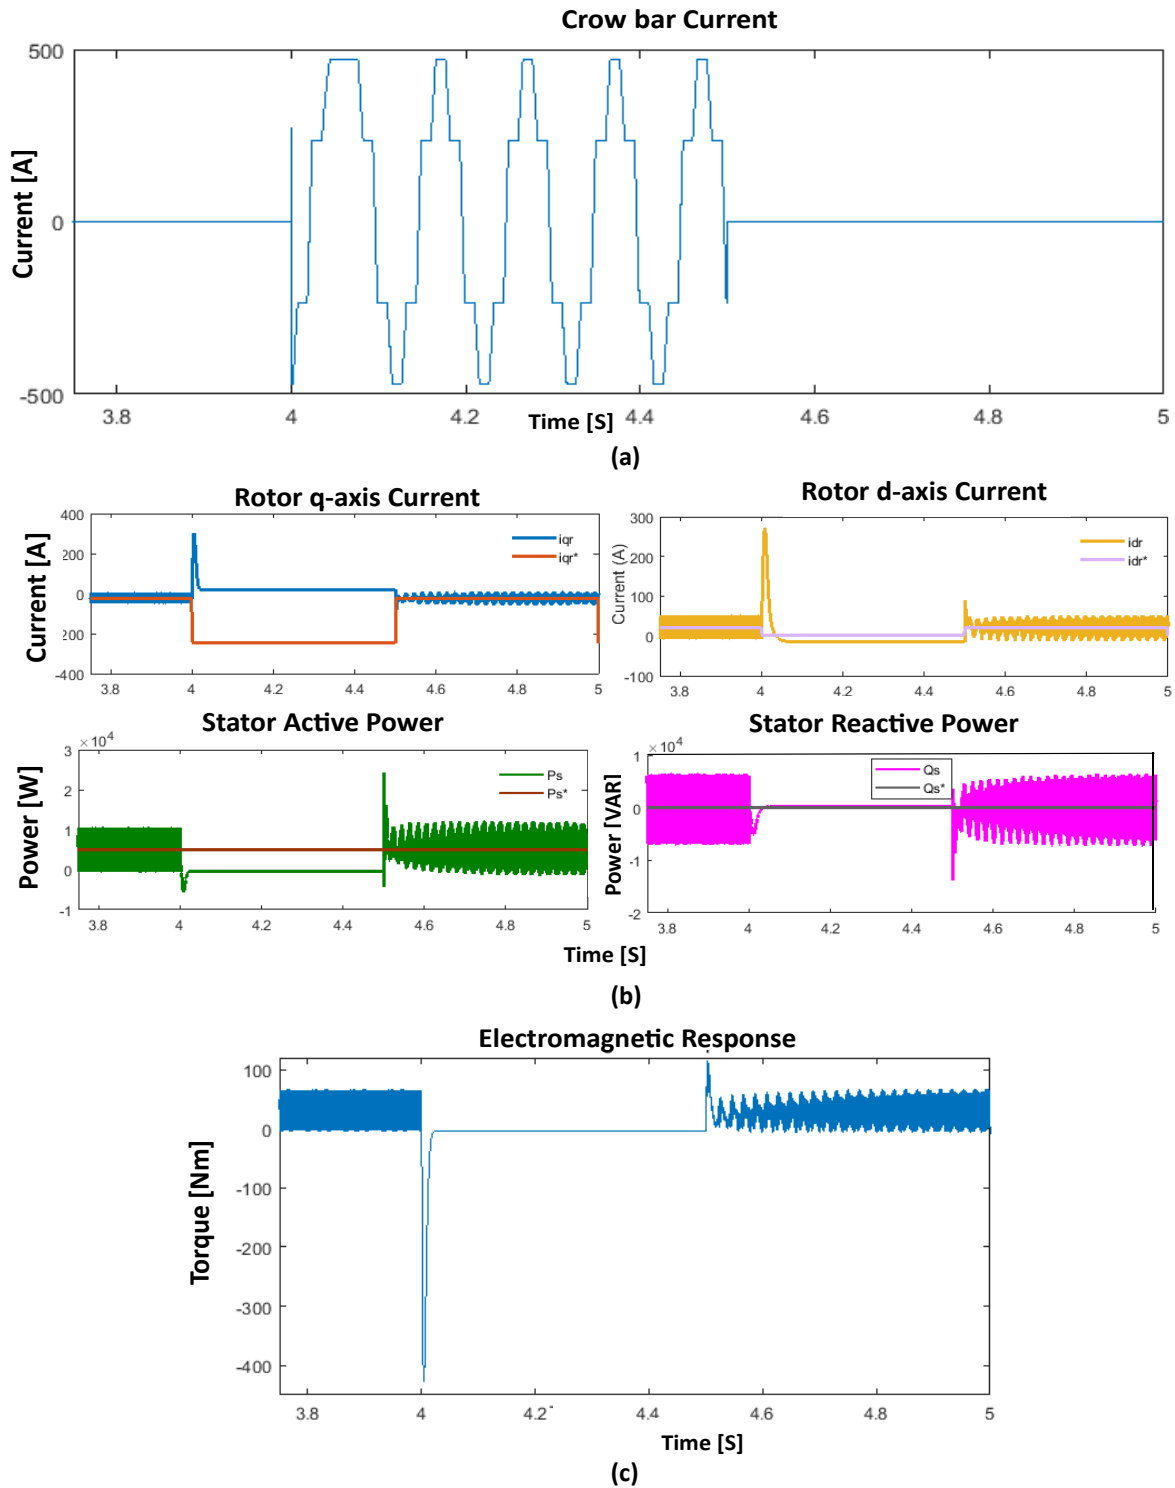 Crow bar Current
Current [A]
500
0
-500
3.8 4 4.2 4.4 4.6 4.8 5
Time [S]
(a)
Rotor q-axis Current
Current [A]
400
200
0
200
-400
iqr
iqr*
3.8 4 4.2 4.4 4.6 4.8 5
Rotor d-axis Current
Current (A)
300
200
100
0
-100
idr
idr*
3.8 4 4.2 4.4 4.6 4.8 5
Stator Active Power
×10^4
Power [W]
3
2
1
0
-1
Ps
Ps*
3.8 4 4.2 4.4 4.6 4.8 5
Stator Reactive Power
×10^4
Power [VAR]
1
0
-1
-2
Qs
Qs*
3.8 4 4.2 4.4 4.6 4.8 5
Time [S]
(b)
Electromagnetic Response
Torque [Nm]
100
0
-100
-200
-300
-400
3.8 4 4.2 4.4 4.6 4.8 5
Time [S]
(c)